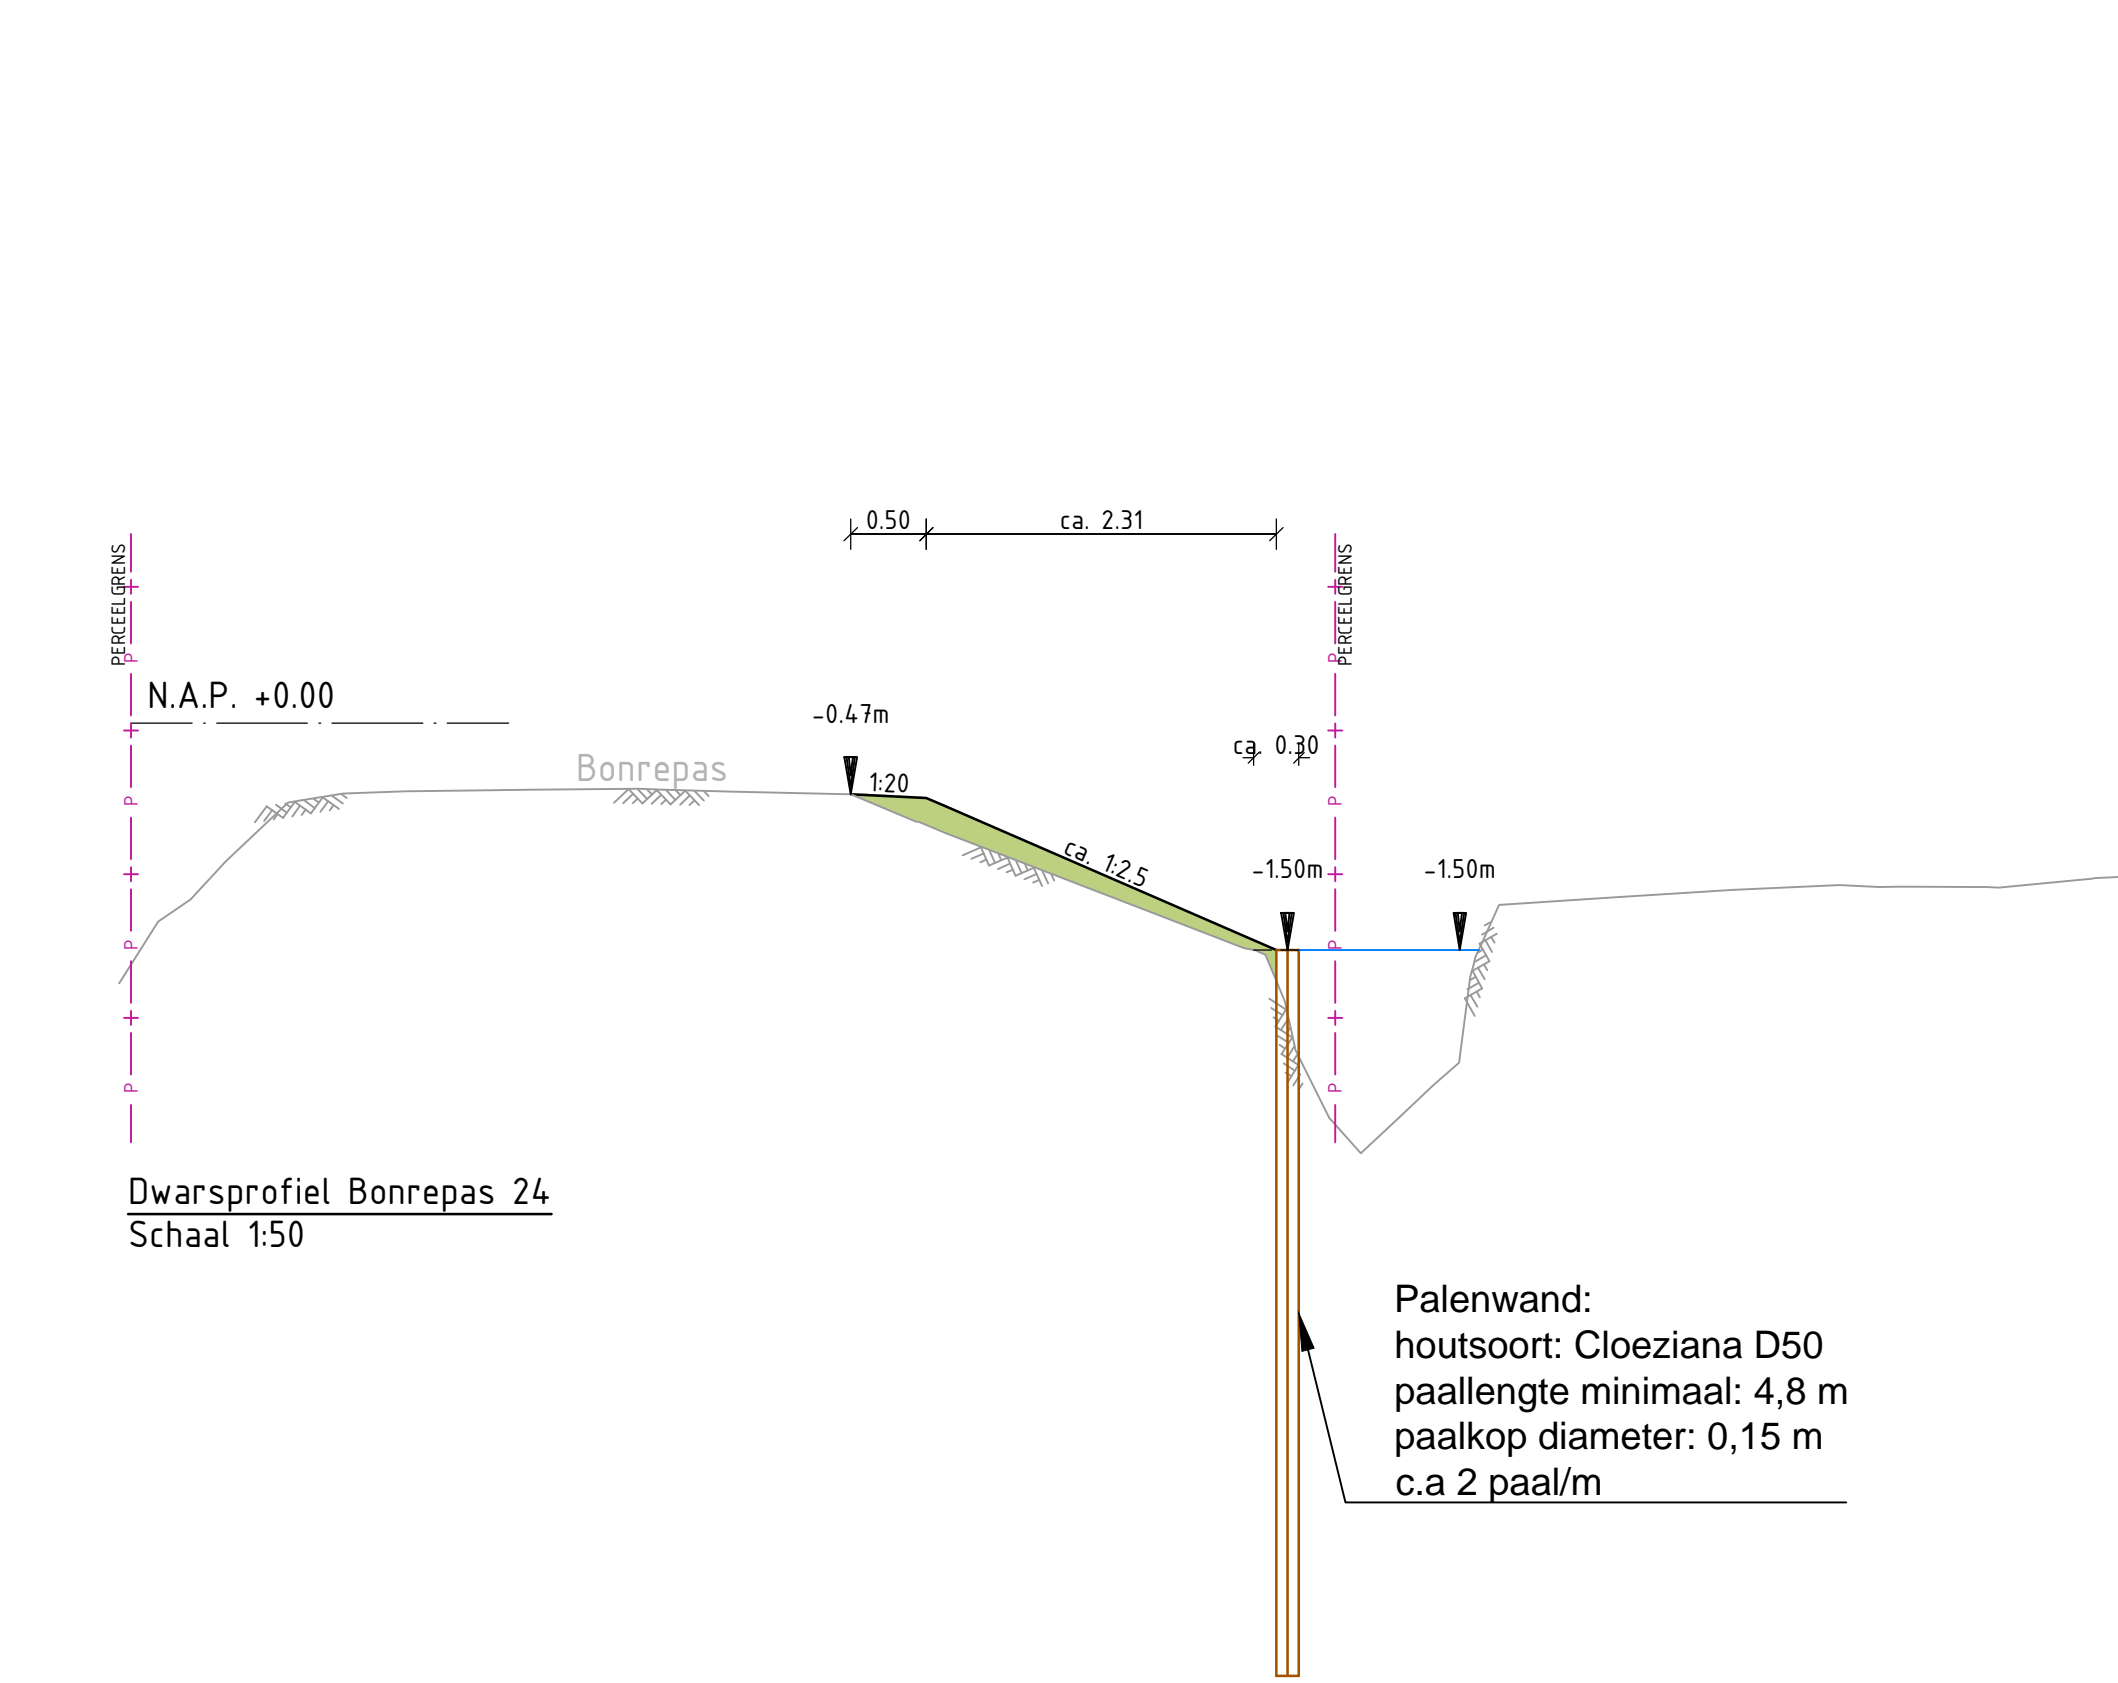 0.50
ca. 2.31
PERCEELGRENS
PERCEELGRENS
P
P
N.A.P. +0.00
-0.47m
ca. 0.30
Bonrepas
1:20
P
P
ca. 1:2.5
-1.50m
-1.50m
P
P
P
P
Dwarsprofiel Bonrepas 24
Schaal 1:50
Palenwand:
houtsoort: Cloeziana D50
paallengte minimaal: 4,8 m
paalkop diameter: 0,15 m
c.a 2 paal/m